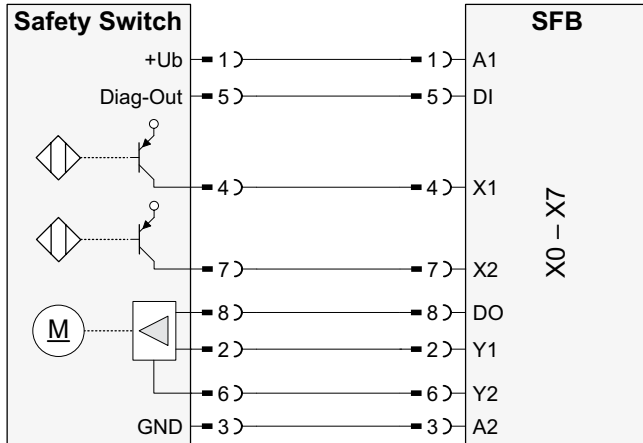 Safety Switch SFB
+Ub 1 1 A1
Diag-Out 5 5 DI
4 4 X1
7 7 X2
8 8 DO
M
2 2 Y1
6 6 Y2
GND 3 3 A2
X0 – X7